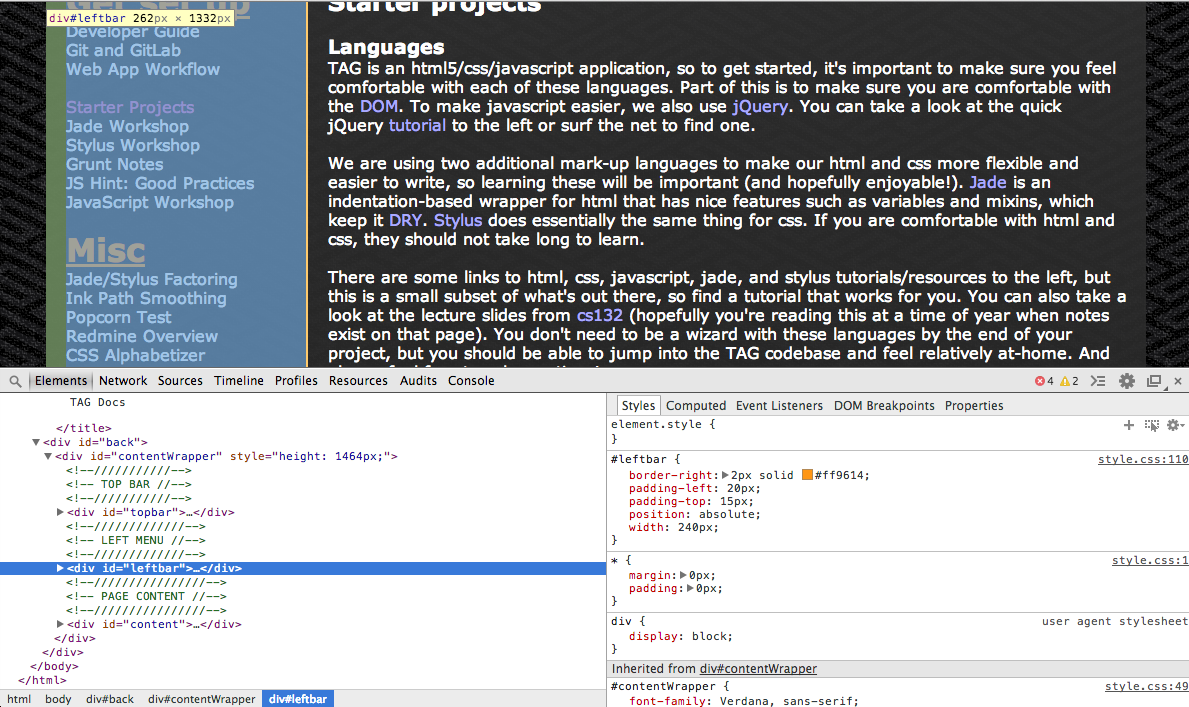 Get set up
div#leftbar 262px × 1332px
Developer Guide
Git and GitLab
Web App Workflow
Starter Projects
Jade Workshop
Stylus Workshop
Grunt Notes
JS Hint: Good Practices
JavaScript Workshop
Misc
Jade/Stylus Factoring
Ink Path Smoothing
Popcorn Test
Redmine Overview
CSS Alphabetizer
Starter projects
Languages
TAG is an html5/css/javascript application, so to get started, it's important to make sure you feel
comfortable with each of these languages. Part of this is to make sure you are comfortable with
the DOM. To make javascript easier, we also use jQuery. You can take a look at the quick
jQuery tutorial to the left or surf the net to find one.
We are using two additional mark-up languages to make our html and css more flexible and
easier to write, so learning these will be important (and hopefully enjoyable!). Jade is an
indentation-based wrapper for html that has nice features such as variables and mixins, which
keep it DRY. Stylus does essentially the same thing for css. If you are comfortable with html and
css, they should not take long to learn.
There are some links to html, css, javascript, jade, and stylus tutorials/resources to the left, but
this is a small subset of what's out there, so find a tutorial that works for you. You can also take a
look at the lecture slides from cs132 (hopefully you're reading this at a time of year when notes
exist on that page). You don't need to be a wizard with these languages by the end of your
project, but you should be able to jump into the TAG codebase and feel relatively at-home. And
Elements Network Sources Timeline Profiles Resources Audits Console 4 2
TAG Docs
</title>
▼<div id="back">
▼<div id="contentWrapper" style="height: 1464px;">
<!--///////////-->
<!-- TOP BAR //-->
<!--///////////-->
▶<div id="topbar">…</div>
<!--/////////////-->
<!-- LEFT MENU //-->
<!--/////////////-->
▶<div id="leftbar">…</div>
<!--////////////////-->
<!-- PAGE CONTENT //-->
<!--////////////////-->
▶<div id="content">…</div>
</div>
</div>
</body>
</html>
html body div#back div#contentWrapper div#leftbar
Styles Computed Event Listeners DOM Breakpoints Properties
element.style {
}
#leftbar { style.css:110
border-right:▶2px solid #ff9614;
padding-left: 20px;
padding-top: 15px;
position: absolute;
width: 240px;
}
* { style.css:1
margin:▶0px;
padding:▶0px;
}
div { user agent stylesheet
display: block;
}
Inherited from div#contentWrapper
#contentWrapper { style.css:49
font-family: Verdana, sans-serif;